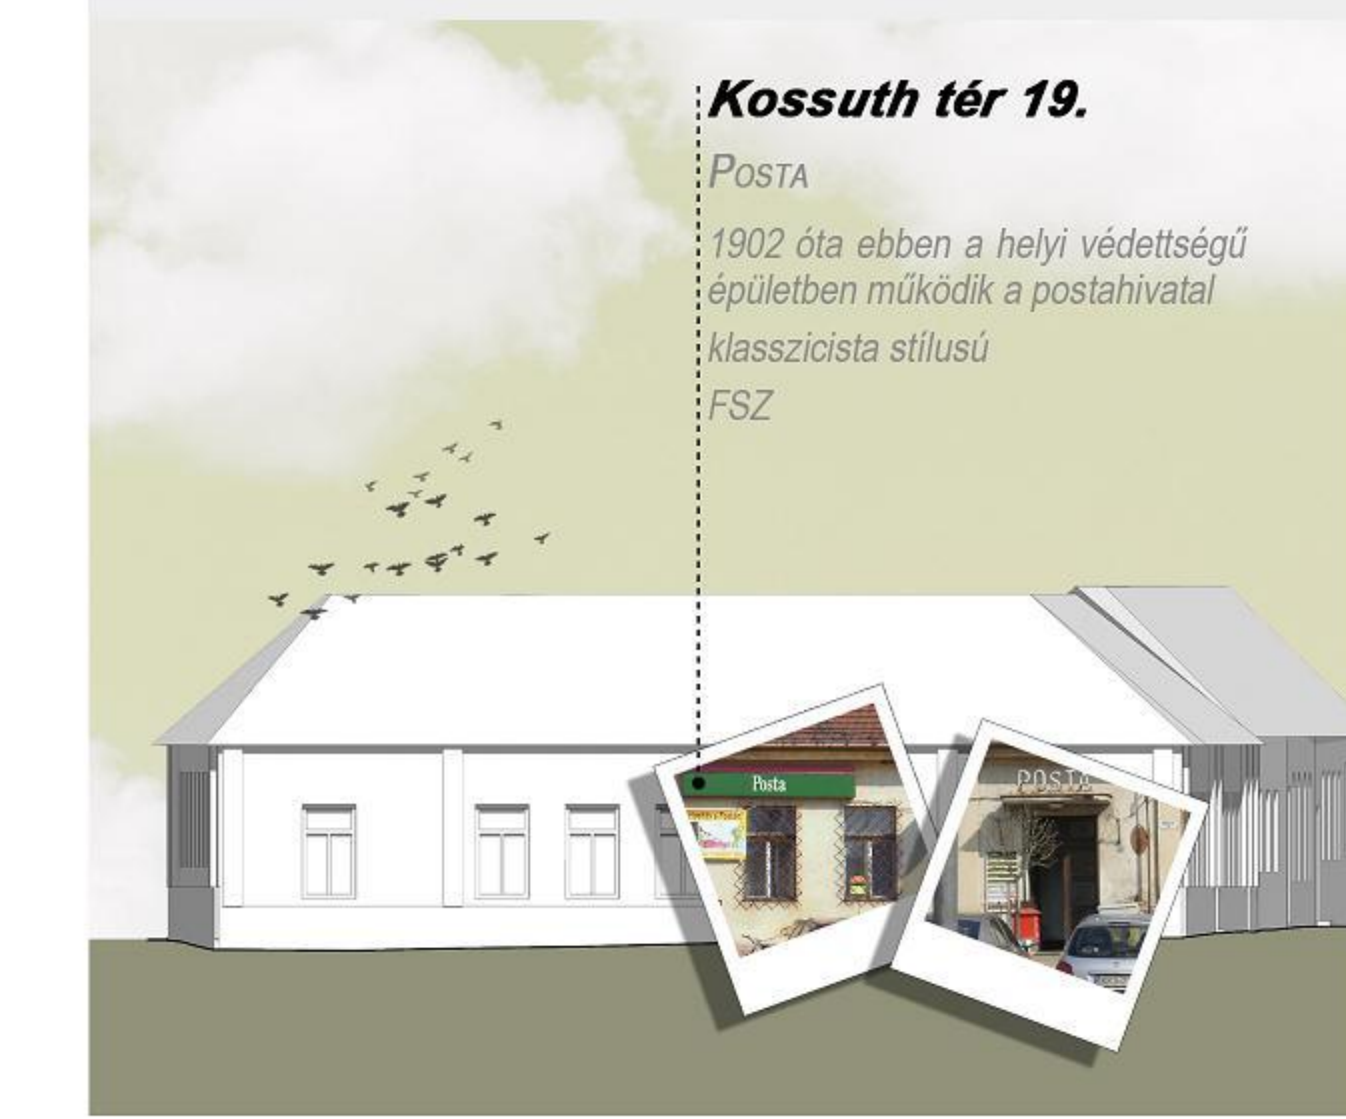 Kossuth tér 19.
POSTA
1902 óta ebben a helyi védettségű
épületben működik a postahivatal
klasszicista stílusú
FSZ
Posta
POSTA